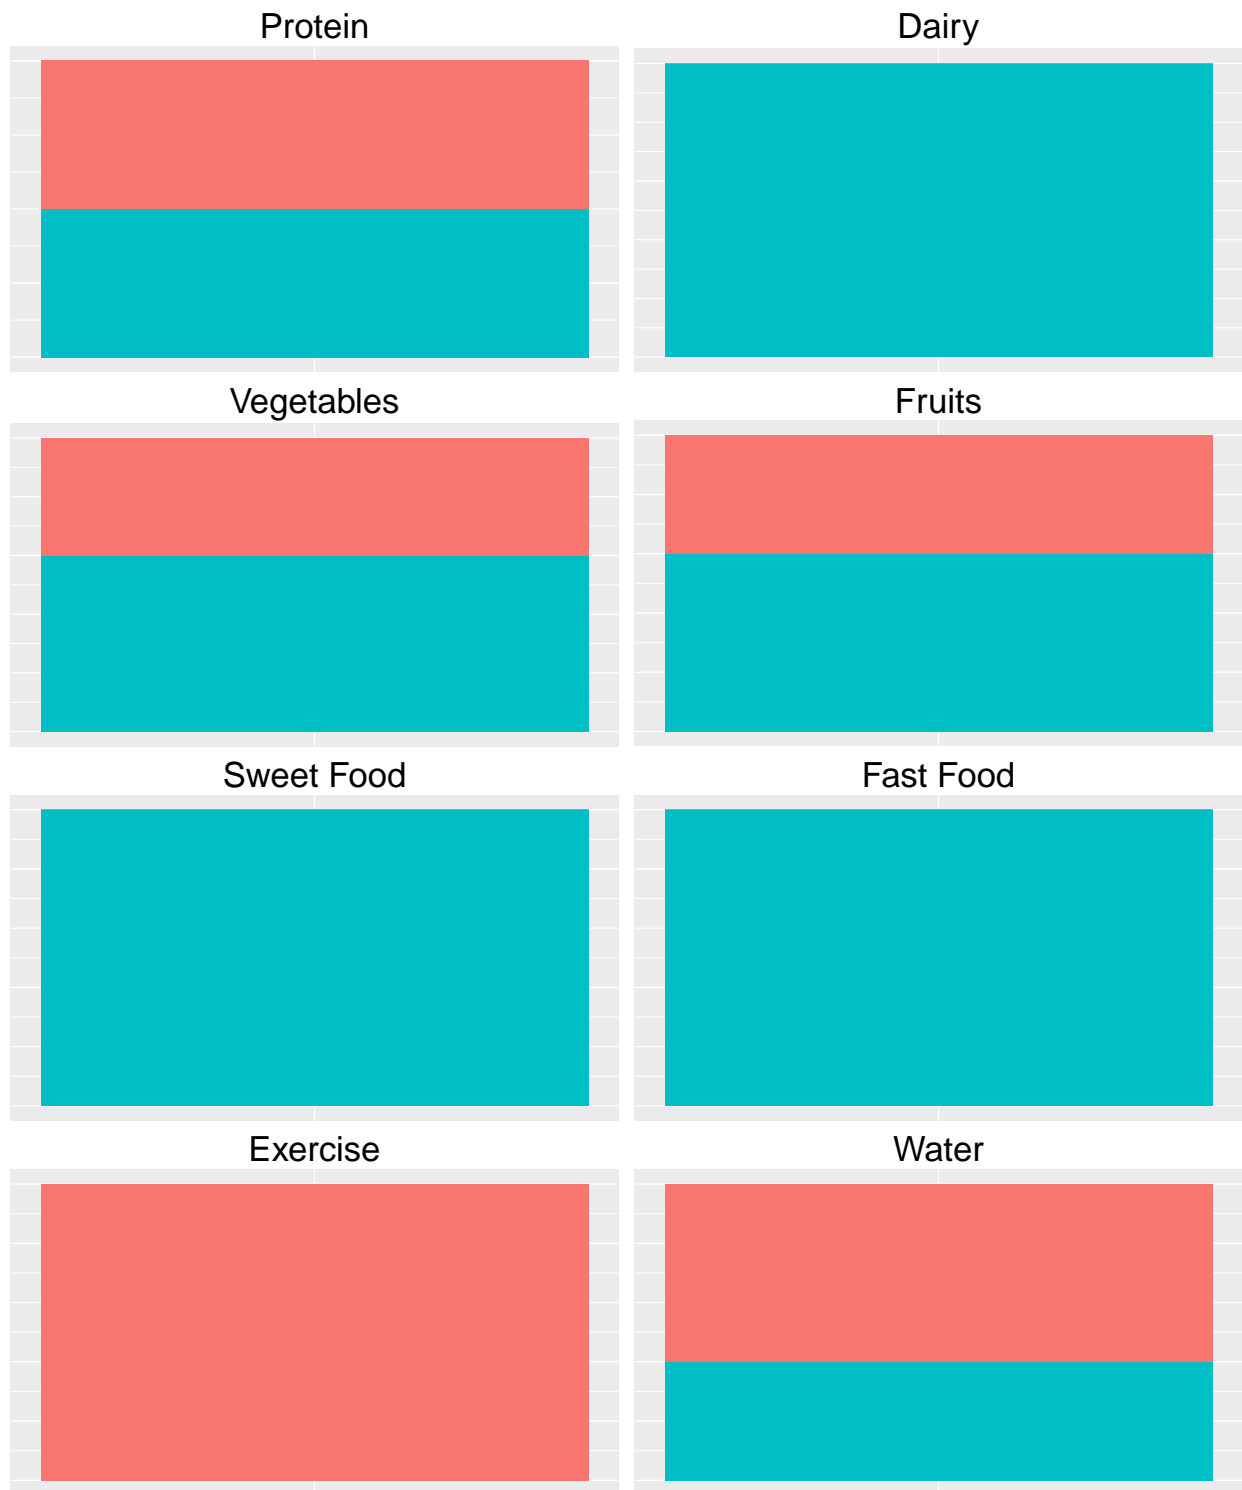 Protein
Dairy
Vegetables
Fruits
Sweet Food
Fast Food
Exercise
Water